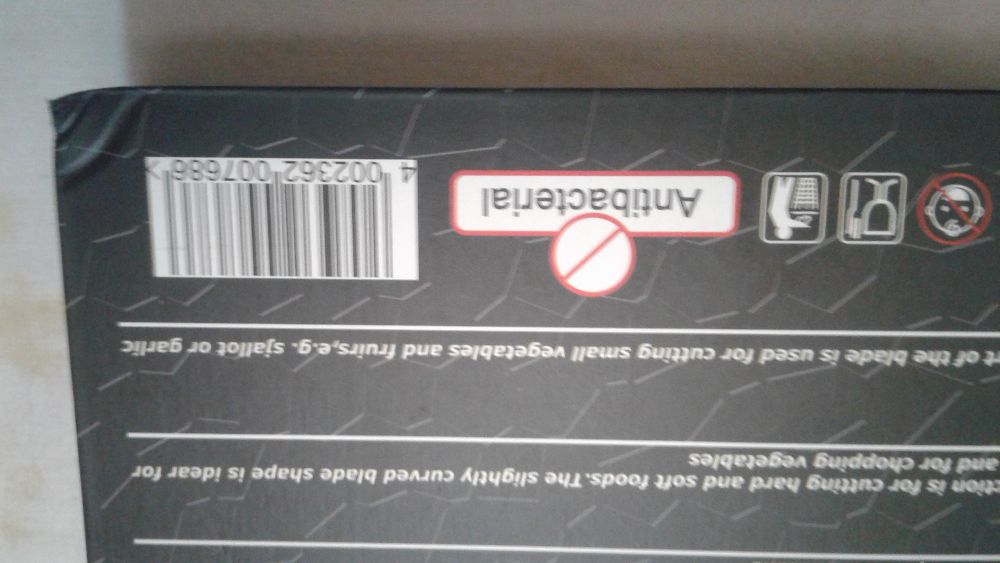 ction is for cutting hard and soft foods.The slightly curved blade shape is idear for
and for chopping vegetables
rt of the blade is used for cutting small vegetables and fruirs,e.g. sjallot or garlic
Antibacterial
4 002362 007686 >